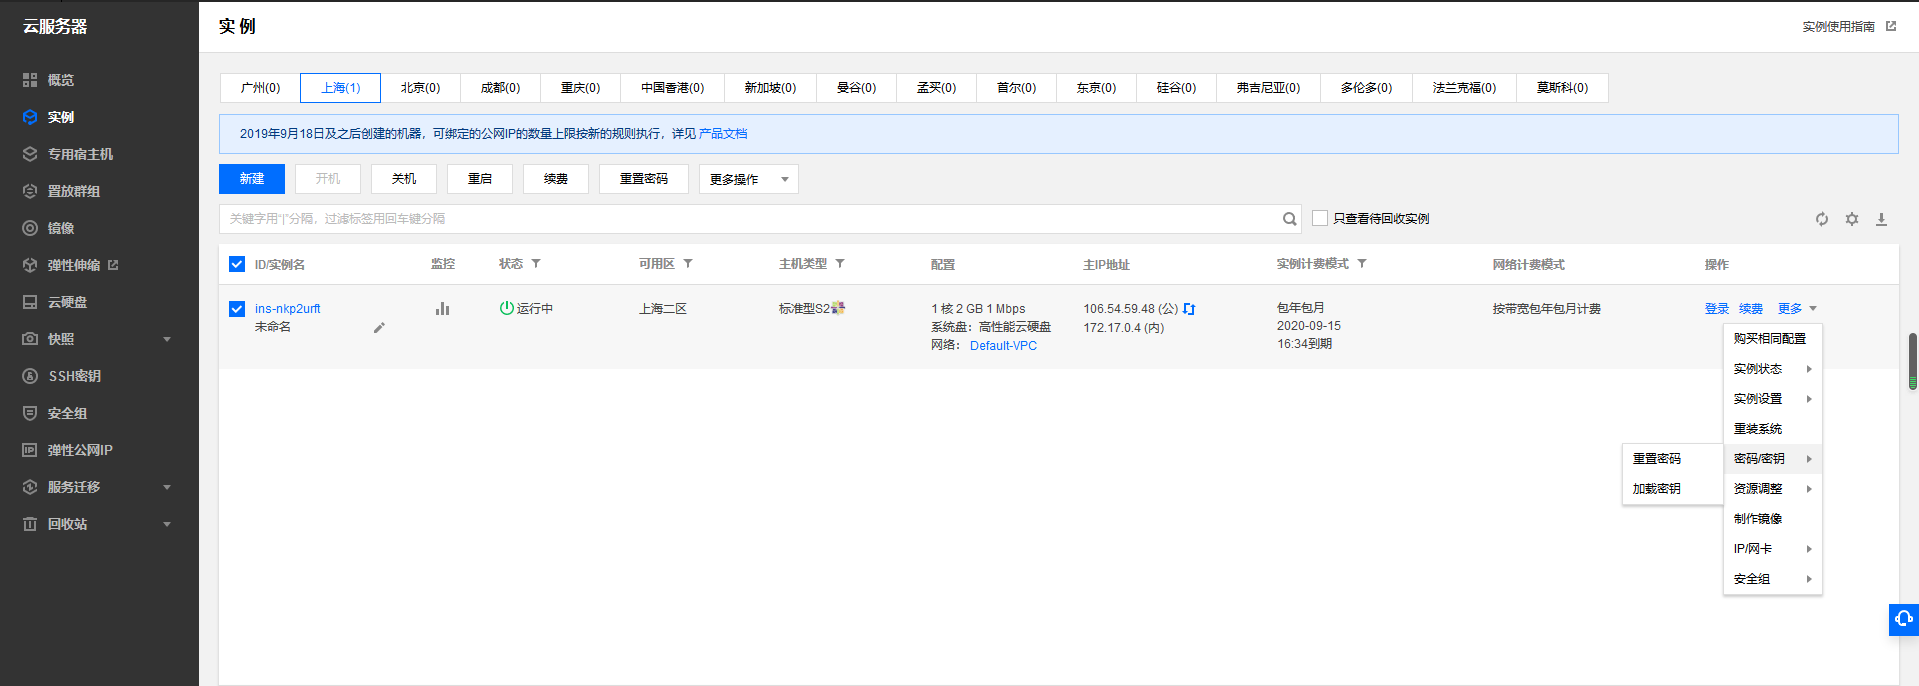 云服务器
概览
实例
专用宿主机
置放群组
镜像
弹性伸缩
云硬盘
快照
SSH密钥
安全组
弹性公网IP
服务迁移
回收站
实例
实例使用指南
广州(0) 上海(1) 北京(0) 成都(0) 重庆(0) 中国香港(0) 新加坡(0) 曼谷(0) 孟买(0) 首尔(0) 东京(0) 硅谷(0) 弗吉尼亚(0) 多伦多(0) 法兰克福(0) 莫斯科(0)
2019年9月18日及之后创建的机器，可绑定的公网IP的数量上限按新的规则执行，详见 产品文档
新建 开机 关机 重启 续费 重置密码 更多操作
关键字用“|”分隔，过滤标签用回车键分隔
只查看待回收实例
ID/实例名 监控 状态 可用区 主机类型 配置 主IP地址 实例计费模式 网络计费模式 操作
ins-nkp2urft
未命名
运行中
上海二区
标准型S2
1 核 2 GB 1 Mbps
系统盘：高性能云硬盘
网络： Default-VPC
106.54.59.48 (公)
172.17.0.4 (内)
包年包月
2020-09-15
16:34到期
按带宽包年包月计费
登录 续费 更多
购买相同配置
实例状态
实例设置
重装系统
密码/密钥
重置密码
加载密钥
资源调整
制作镜像
IP/网卡
安全组